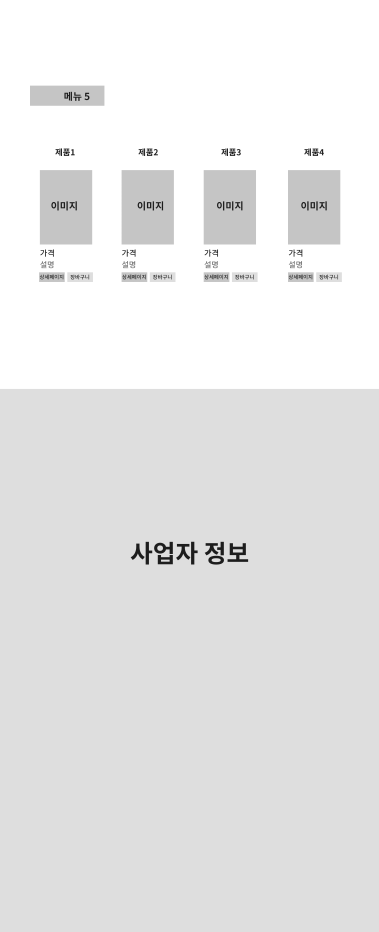 메뉴 5
제품1 제품2 제품3 제품4
이미지 이미지 이미지 이미지
가격 가격 가격 가격
설명 설명 설명 설명
상세페이지 장바구니 상세페이지 장바구니 상세페이지 장바구니 상세페이지 장바구니
사업자 정보